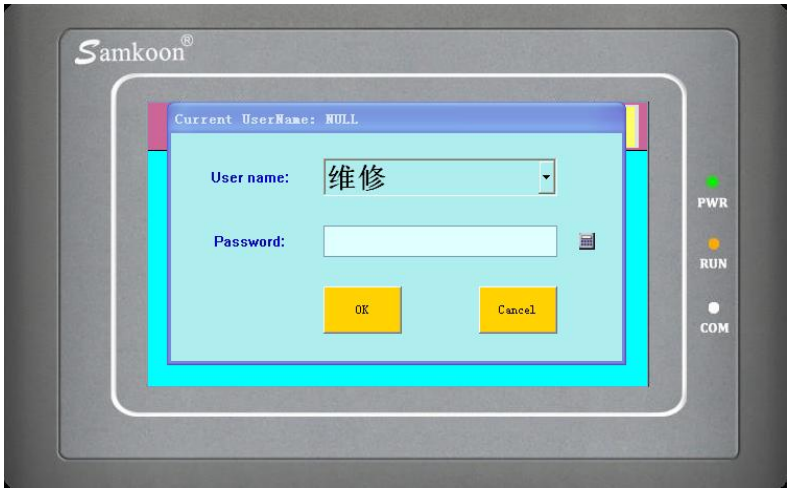 Samkoon®
Current UserName: NULL
User name: 维修
PWR
Password:
RUN
OK Cancel
COM